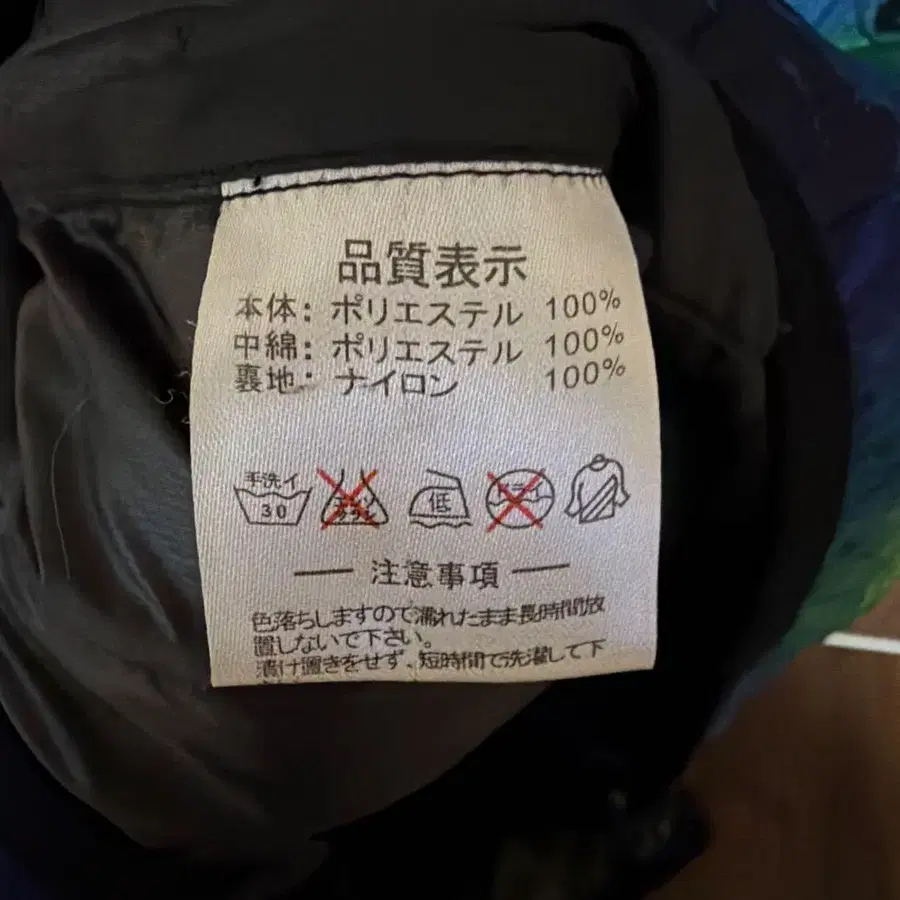 品質表示
本体: ポリエステル 100%
中綿: ポリエステル 100%
裏地: ナイロン 100%
手洗イ
30
低
注意事項
色落ちしますので濡れたまま長時間放
置しないで下さい。
漬け置きをせず、短時間で洗濯して下